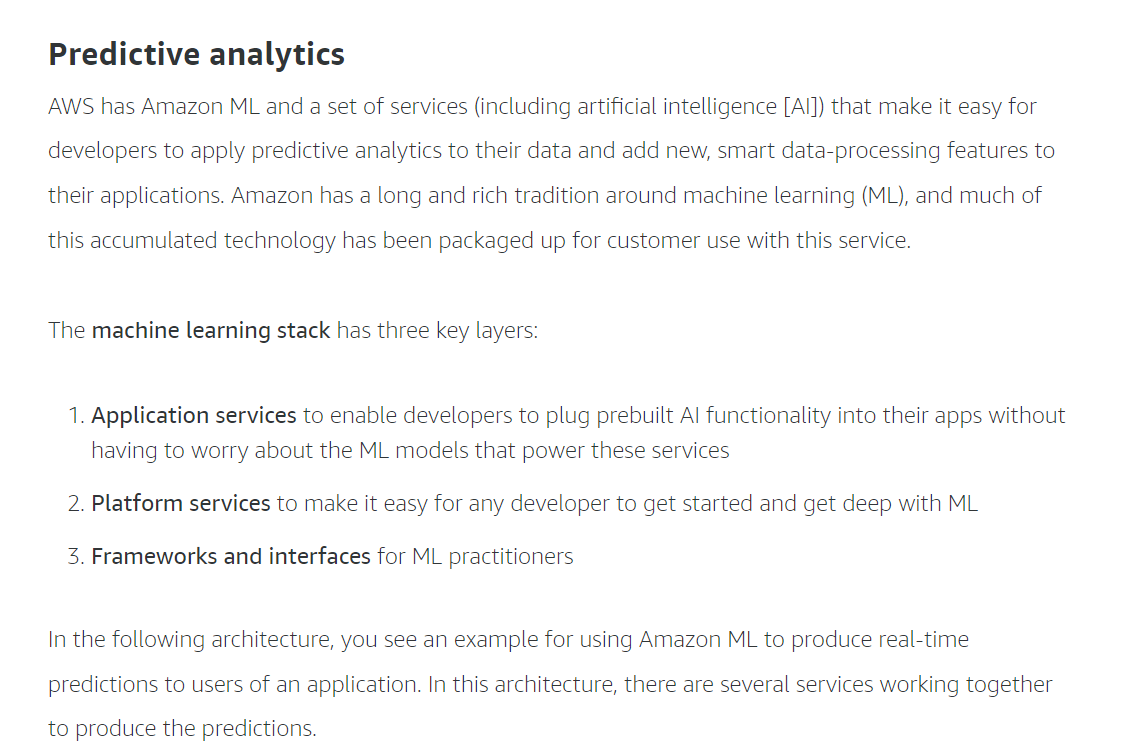 Predictive analytics
AWS has Amazon ML and a set of services (including artificial intelligence [AI]) that make it easy for
developers to apply predictive analytics to their data and add new, smart data-processing features to
their applications. Amazon has a long and rich tradition around machine learning (ML), and much of
this accumulated technology has been packaged up for customer use with this service.
The machine learning stack has three key layers:
1. Application services to enable developers to plug prebuilt AI functionality into their apps without
having to worry about the ML models that power these services
2. Platform services to make it easy for any developer to get started and get deep with ML
3. Frameworks and interfaces for ML practitioners
In the following architecture, you see an example for using Amazon ML to produce real-time
predictions to users of an application. In this architecture, there are several services working together
to produce the predictions.